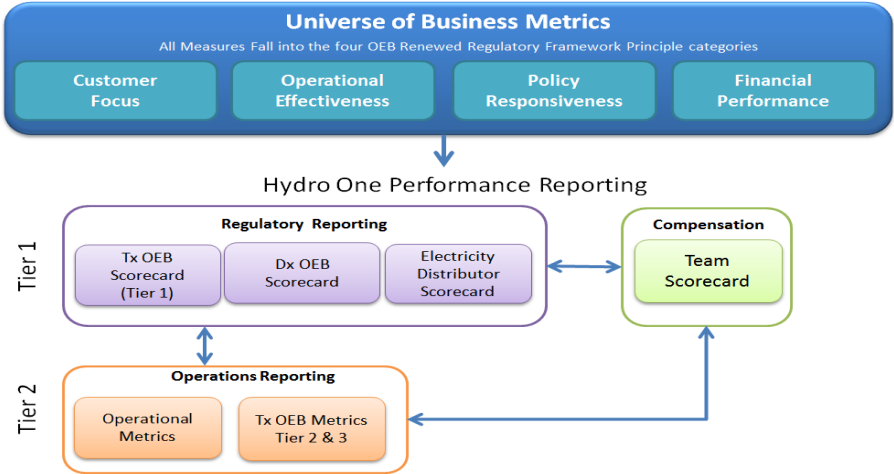 Universe of Business Metrics
All Measures Fall into the four OEB Renewed Regulatory Framework Principle categories
Customer
Focus
Operational
Effectiveness
Policy
Responsiveness
Financial
Performance
Hydro One Performance Reporting
Tier 1
Regulatory Reporting
Tx OEB
Scorecard
(Tier 1)
Dx OEB
Scorecard
Electricity
Distributor
Scorecard
Compensation
Team
Scorecard
Tier 2
Operations Reporting
Operational
Metrics
Tx OEB Metrics
Tier 2 & 3